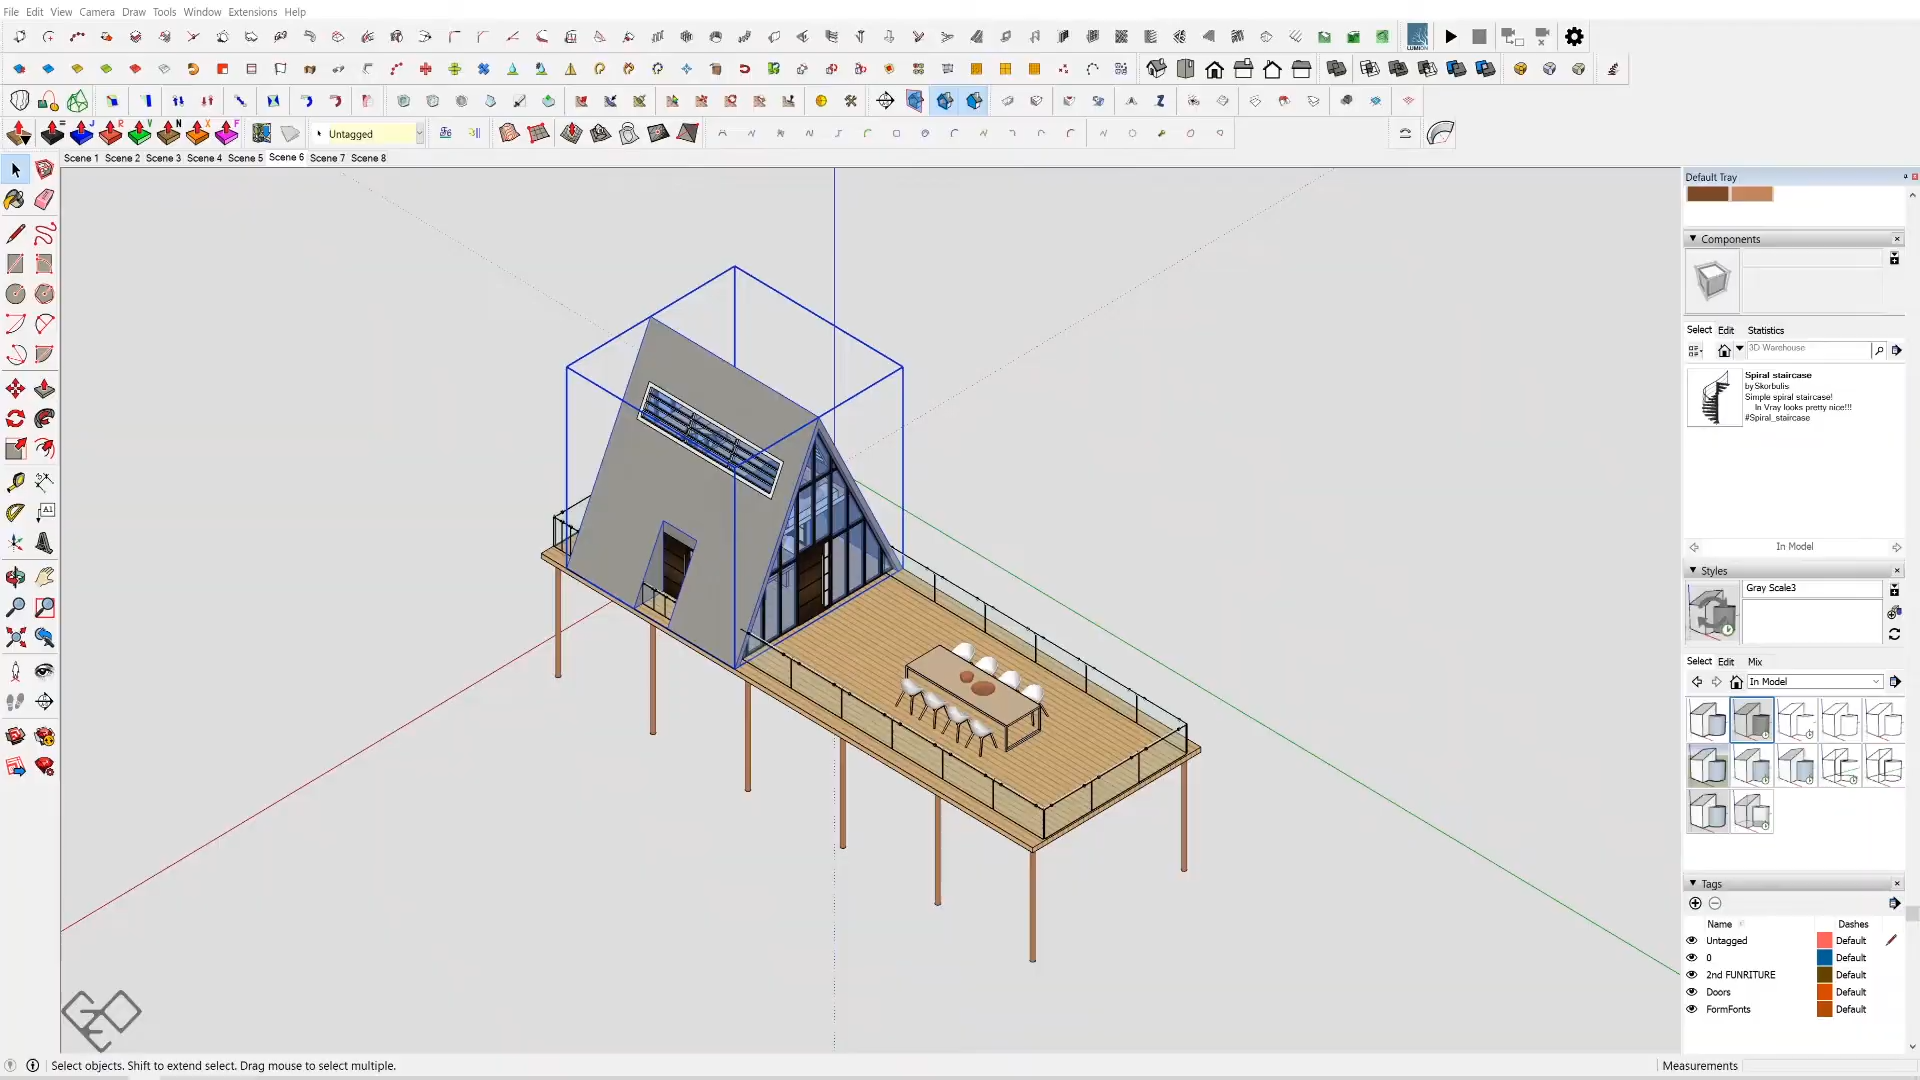 File Edit View Camera Draw Tools Window Extensions Help
LUMION
= R V N X F
Untagged
Scene 1 Scene 2 Scene 3 Scene 4 Scene 5 Scene 6 Scene 7 Scene 8
A1
Default Tray
Components
Select Edit Statistics
3D Warehouse
Spiral staircase
by Skorbulis
Simple spiral staircase!
In Vray looks pretty nice!!!
#Spiral_staircase
In Model
Styles
Gray Scale3
Select Edit Mix
In Model
Tags
Name Dashes
Untagged Default
0 Default
2nd FUNRITURE Default
Doors Default
FormFonts Default
Select objects. Shift to extend select. Drag mouse to select multiple.
Measurements